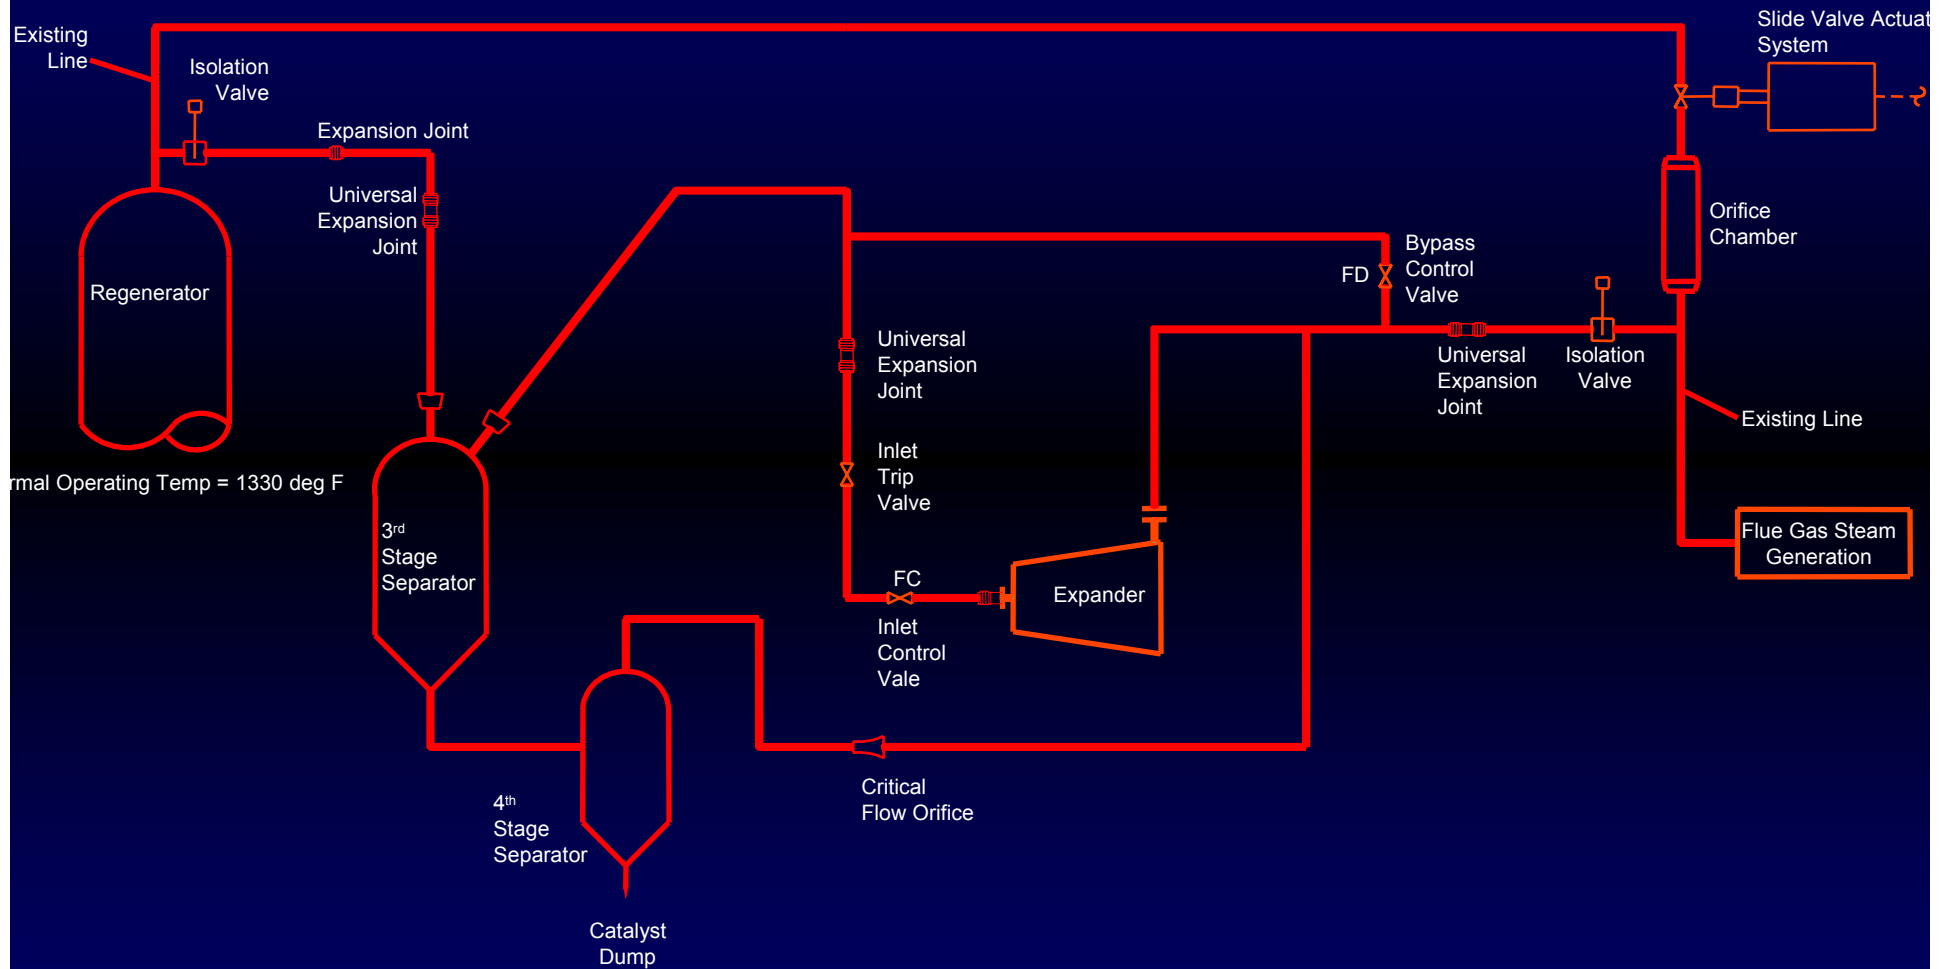 Existing
Line
Isolation
Valve
Expansion Joint
Universal
Expansion
Joint
Regenerator
rmal Operating Temp = 1330 deg F
3rd
Stage
Separator
4th
Stage
Separator
Catalyst
Dump
Universal
Expansion
Joint
Inlet
Trip
Valve
FC
Inlet
Control
Vale
Expander
Critical
Flow Orifice
FD
Bypass
Control
Valve
Universal
Expansion
Joint
Isolation
Valve
Slide Valve Actuat
System
Orifice
Chamber
Existing Line
Flue Gas Steam
Generation